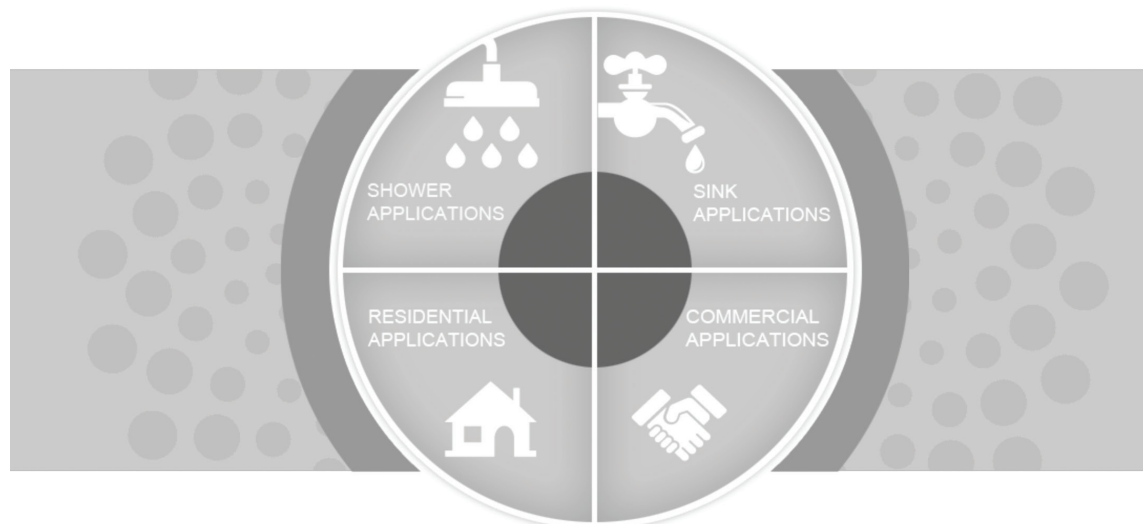 SHOWER
APPLICATIONS
SINK
APPLICATIONS
RESIDENTIAL
APPLICATIONS
COMMERCIAL
APPLICATIONS